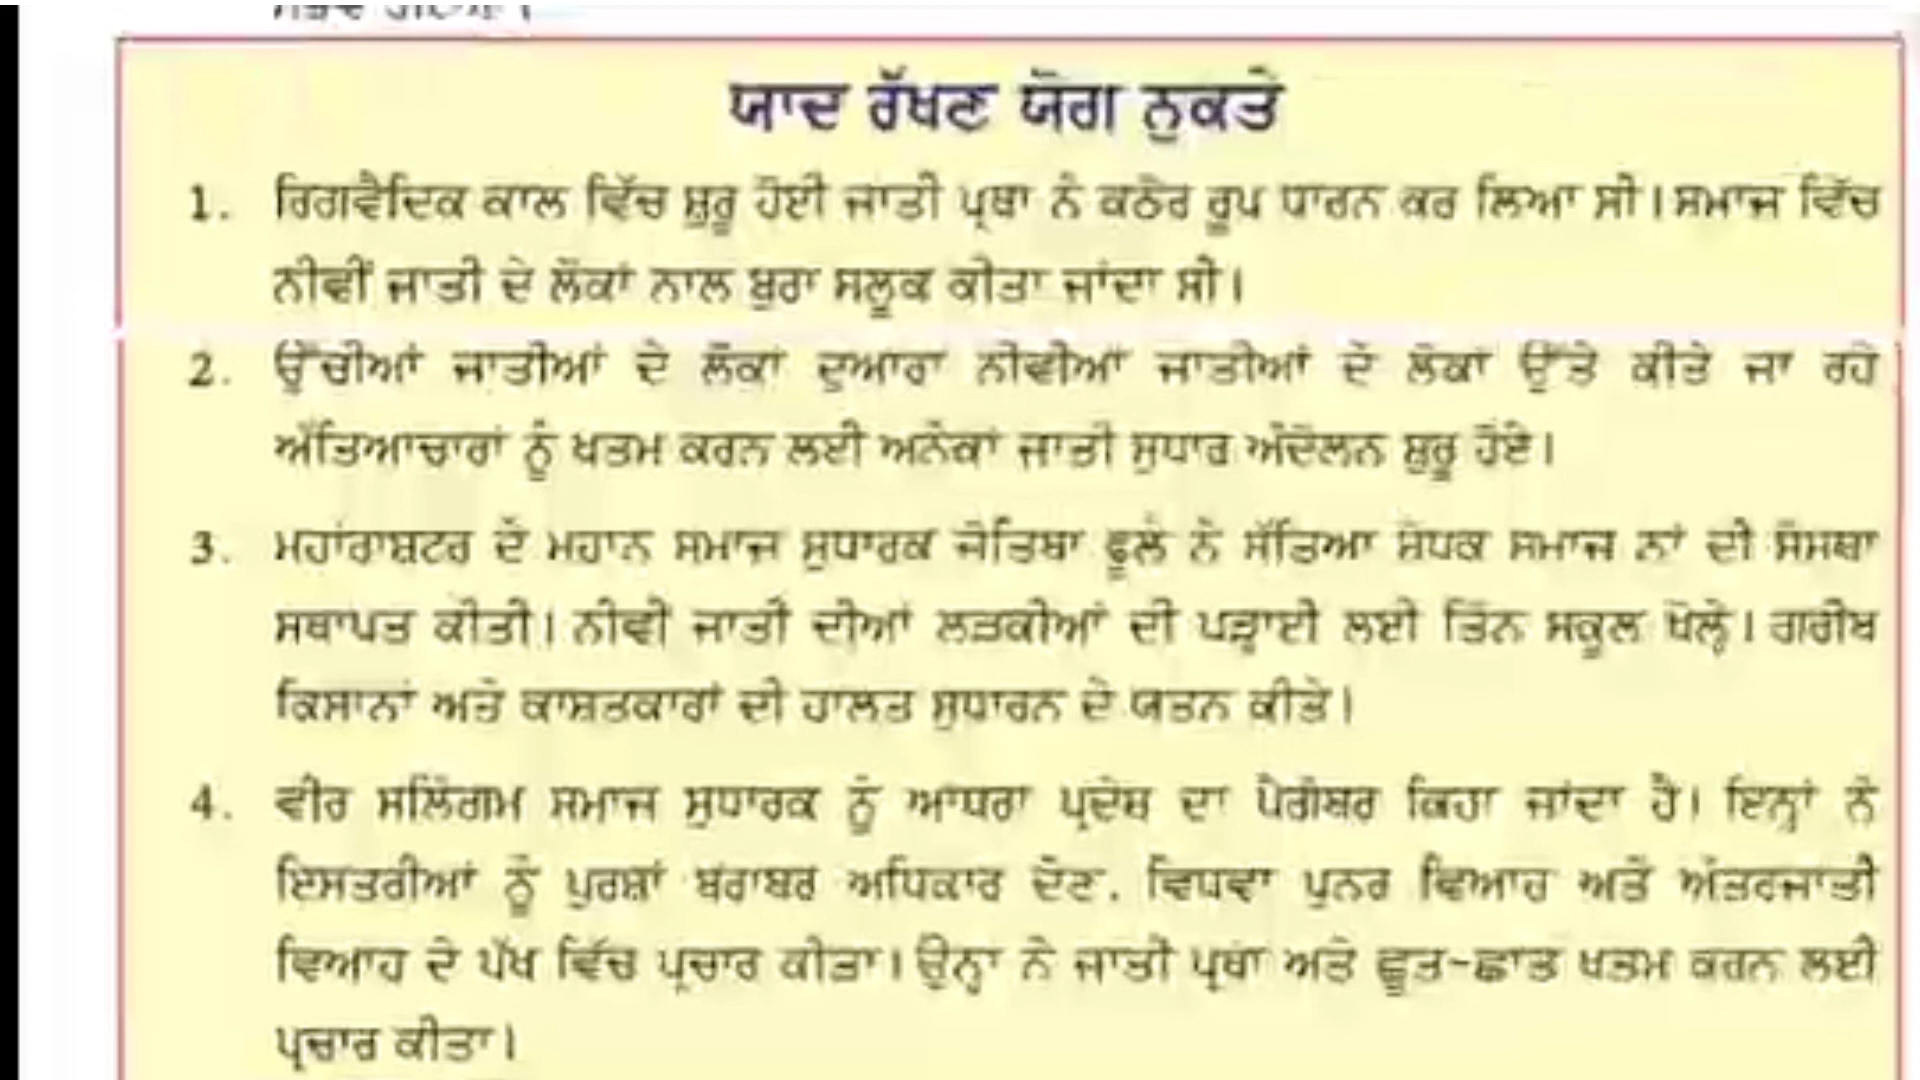 ਯਾਦ ਰੱਖਣ ਯੋਗ ਨੁਕਤੇ
1. ਰਿਗਵੈਦਿਕ ਕਾਲ ਵਿੱਚ ਸ਼ੁਰੂ ਹੋਈ ਜਾਤੀ ਪ੍ਰਥਾ ਨੇ ਕਠੋਰ ਰੂਪ ਧਾਰਨ ਕਰ ਲਿਆ ਸੀ। ਸਮਾਜ ਵਿੱਚ
ਨੀਵੀਂ ਜਾਤੀ ਦੇ ਲੋਕਾਂ ਨਾਲ ਬੁਰਾ ਸਲੂਕ ਕੀਤਾ ਜਾਂਦਾ ਸੀ।
2. ਉੱਚੀਆਂ ਜਾਤੀਆਂ ਦੇ ਲੋਕਾਂ ਦੁਆਰਾ ਨੀਵੀਆਂ ਜਾਤੀਆਂ ਦੇ ਲੋਕਾਂ ਉੱਤੇ ਕੀਤੇ ਜਾ ਰਹੇ
ਅੱਤਿਆਚਾਰਾਂ ਨੂੰ ਖਤਮ ਕਰਨ ਲਈ ਅਨੇਕਾਂ ਜਾਤੀ ਸੁਧਾਰ ਅੰਦੋਲਨ ਸ਼ੁਰੂ ਹੋਏ।
3. ਮਹਾਂਰਾਸ਼ਟਰ ਦੇ ਮਹਾਨ ਸਮਾਜ ਸੁਧਾਰਕ ਜੋਤਿਬਾ ਫੂਲੇ ਨੇ ਸੱਤਿਆ ਸ਼ੋਧਕ ਸਮਾਜ ਨਾਂ ਦੀ ਸੰਸਥਾ
ਸਥਾਪਤ ਕੀਤੀ। ਨੀਵੀਂ ਜਾਤੀ ਦੀਆਂ ਲੜਕੀਆਂ ਦੀ ਪੜ੍ਹਾਈ ਲਈ ਤਿੰਨ ਸਕੂਲ ਖੋਲ੍ਹੇ। ਗਰੀਬ
ਕਿਸਾਨਾਂ ਅਤੇ ਕਾਸ਼ਤਕਾਰਾਂ ਦੀ ਹਾਲਤ ਸੁਧਾਰਨ ਦੇ ਯਤਨ ਕੀਤੇ।
4. ਵੀਰ ਸਲਿੰਗਮ ਸਮਾਜ ਸੁਧਾਰਕ ਨੂੰ ਆਂਧਰਾ ਪ੍ਰਦੇਸ਼ ਦਾ ਪੈਗੰਬਰ ਕਿਹਾ ਜਾਂਦਾ ਹੈ। ਇਨ੍ਹਾਂ ਨੇ
ਇਸਤਰੀਆਂ ਨੂੰ ਪੁਰਸ਼ਾਂ ਬਰਾਬਰ ਅਧਿਕਾਰ ਦੇਣ, ਵਿਧਵਾ ਪੁਨਰ ਵਿਆਹ ਅਤੇ ਅੰਤਰਜਾਤੀ
ਵਿਆਹ ਦੇ ਪੱਖ ਵਿੱਚ ਪ੍ਰਚਾਰ ਕੀਤਾ। ਉਨ੍ਹਾਂ ਨੇ ਜਾਤੀ ਪ੍ਰਥਾ ਅਤੇ ਛੂਤ-ਛਾਤ ਖਤਮ ਕਰਨ ਲਈ
ਪ੍ਰਚਾਰ ਕੀਤਾ।